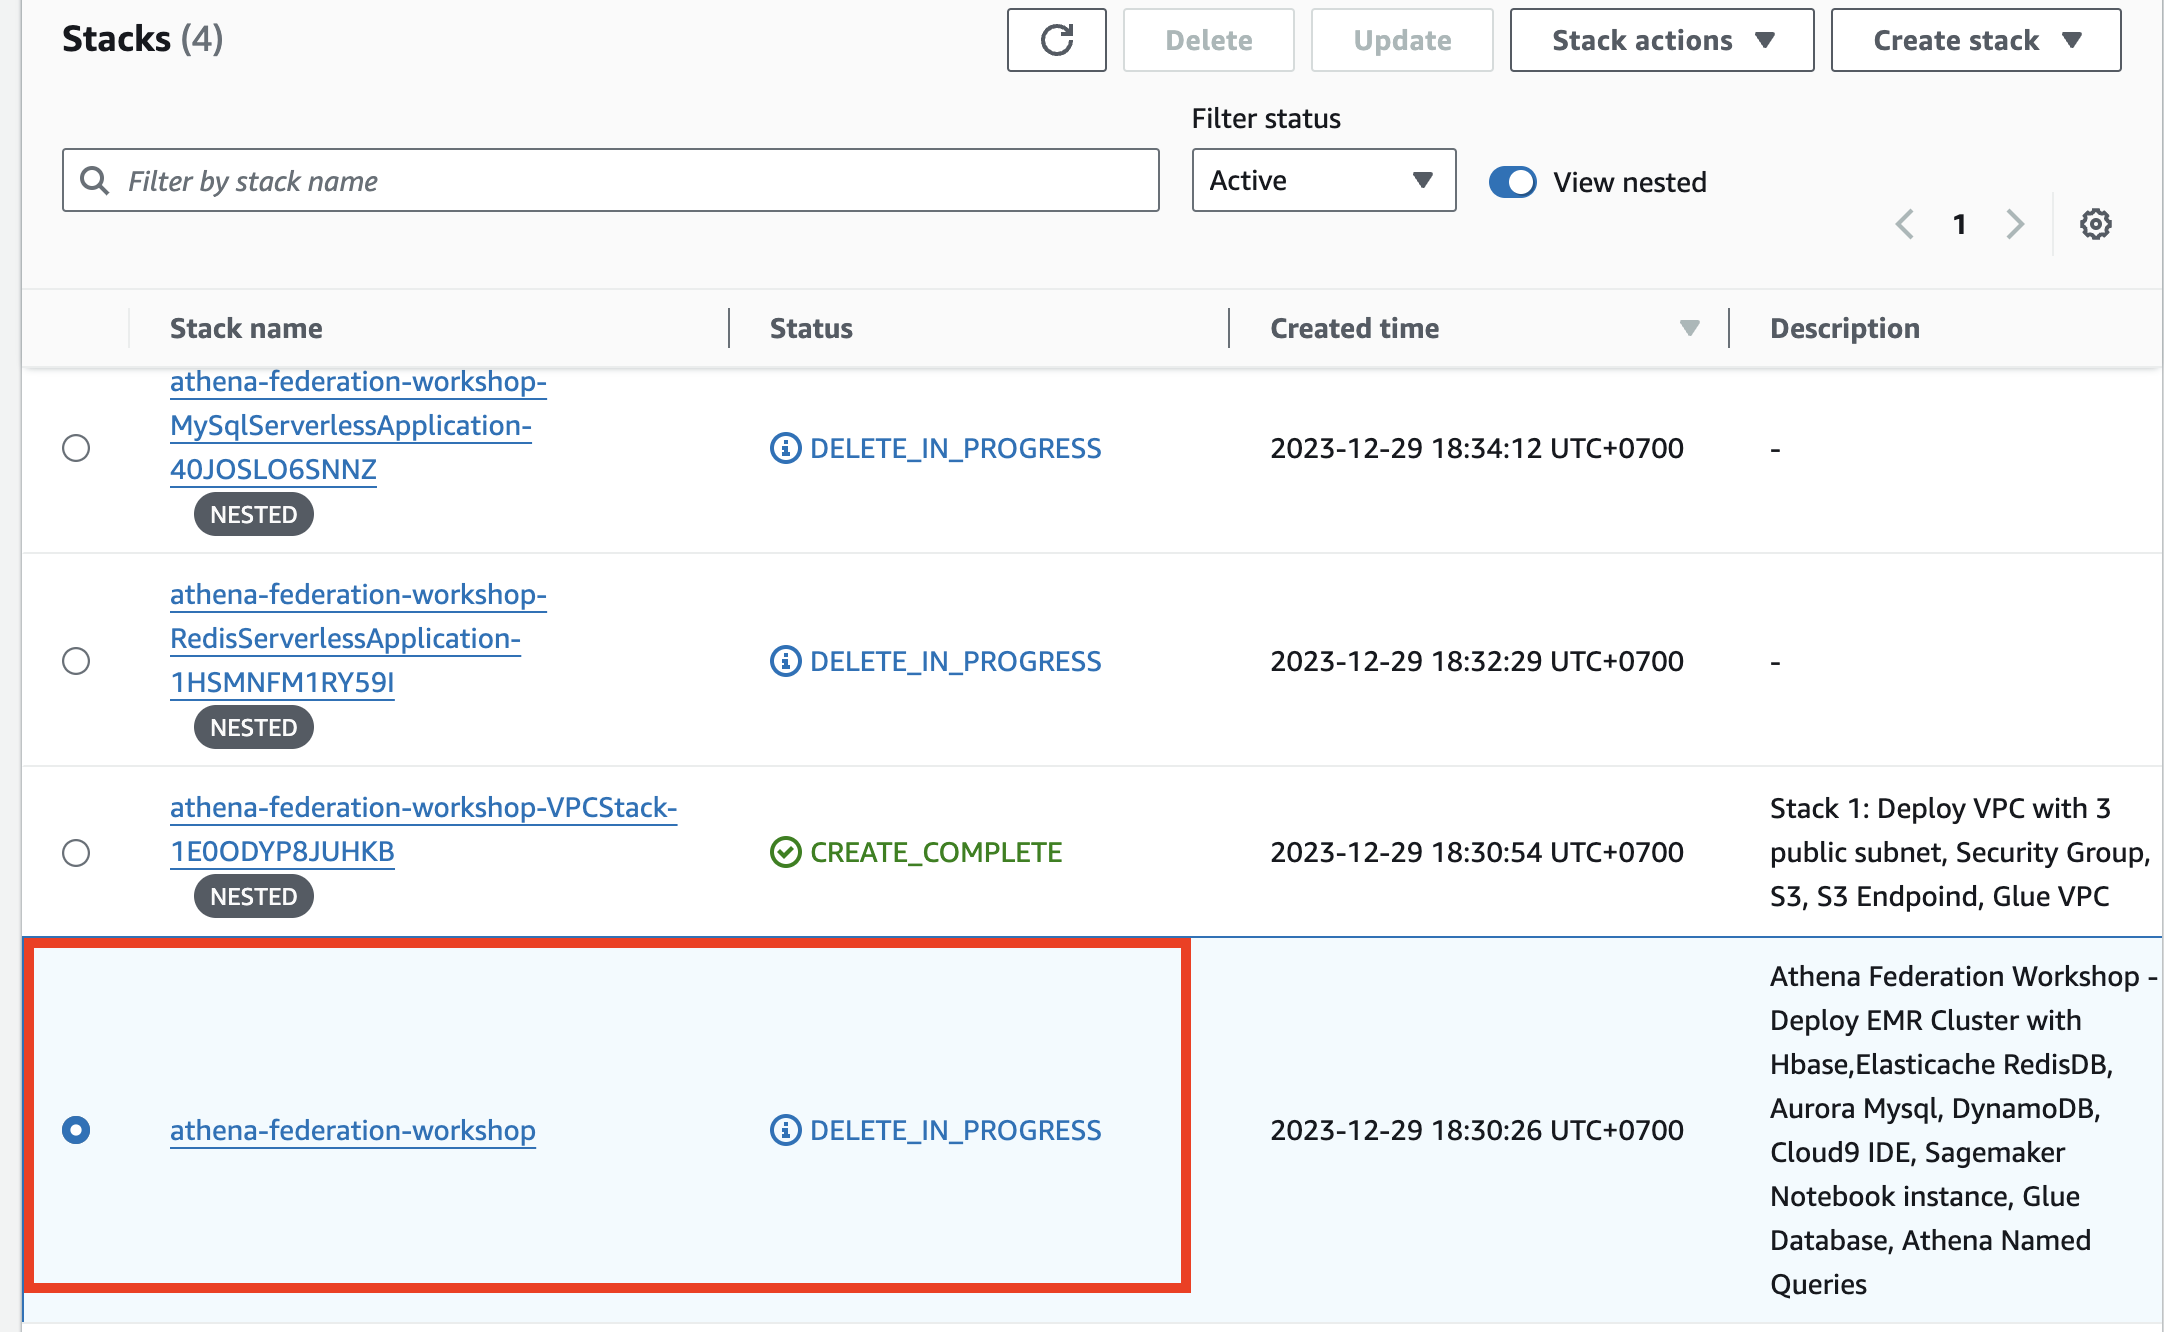 Stacks (4)
Delete
Update
Stack actions
Create stack
Filter status
Filter by stack name
Active
View nested
1
Stack name
Status
Created time
Description
athena-federation-workshop-
MySqlServerlessApplication-
40JOSLO6SNNZ
NESTED
DELETE_IN_PROGRESS
2023-12-29 18:34:12 UTC+0700
-
athena-federation-workshop-
RedisServerlessApplication-
1HSMNFM1RY59I
NESTED
DELETE_IN_PROGRESS
2023-12-29 18:32:29 UTC+0700
-
athena-federation-workshop-VPCStack-
1E0ODYP8JUHKB
NESTED
CREATE_COMPLETE
2023-12-29 18:30:54 UTC+0700
Stack 1: Deploy VPC with 3
public subnet, Security Group,
S3, S3 Endpoind, Glue VPC
athena-federation-workshop
DELETE_IN_PROGRESS
2023-12-29 18:30:26 UTC+0700
Athena Federation Workshop -
Deploy EMR Cluster with
Hbase,Elasticache RedisDB,
Aurora Mysql, DynamoDB,
Cloud9 IDE, Sagemaker
Notebook instance, Glue
Database, Athena Named
Queries